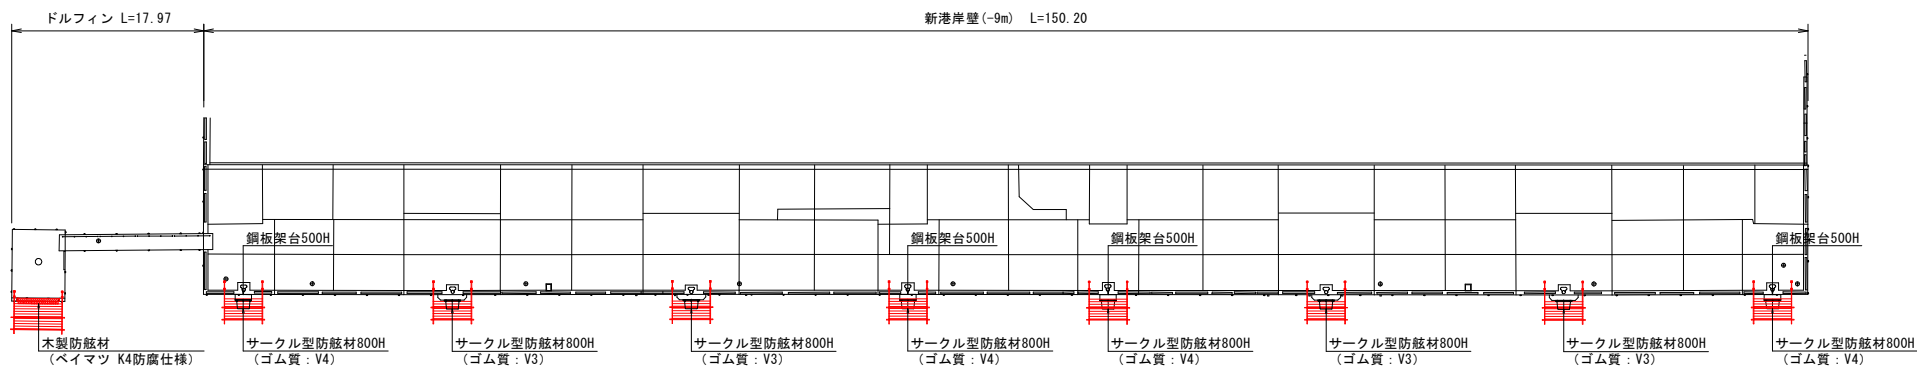 ドルフィン L=17.97
新港岸壁(-9m) L=150.20
鋼板架台500H
鋼板架台500H
鋼板架台500H
鋼板架台500H
木製防舷材
(ベイマツ K4防腐仕様)
サークル型防舷材800H
(ゴム質：V4)
サークル型防舷材800H
(ゴム質：V3)
サークル型防舷材800H
(ゴム質：V3)
サークル型防舷材800H
(ゴム質：V4)
サークル型防舷材800H
(ゴム質：V4)
サークル型防舷材800H
(ゴム質：V3)
サークル型防舷材800H
(ゴム質：V3)
サークル型防舷材800H
(ゴム質：V4)